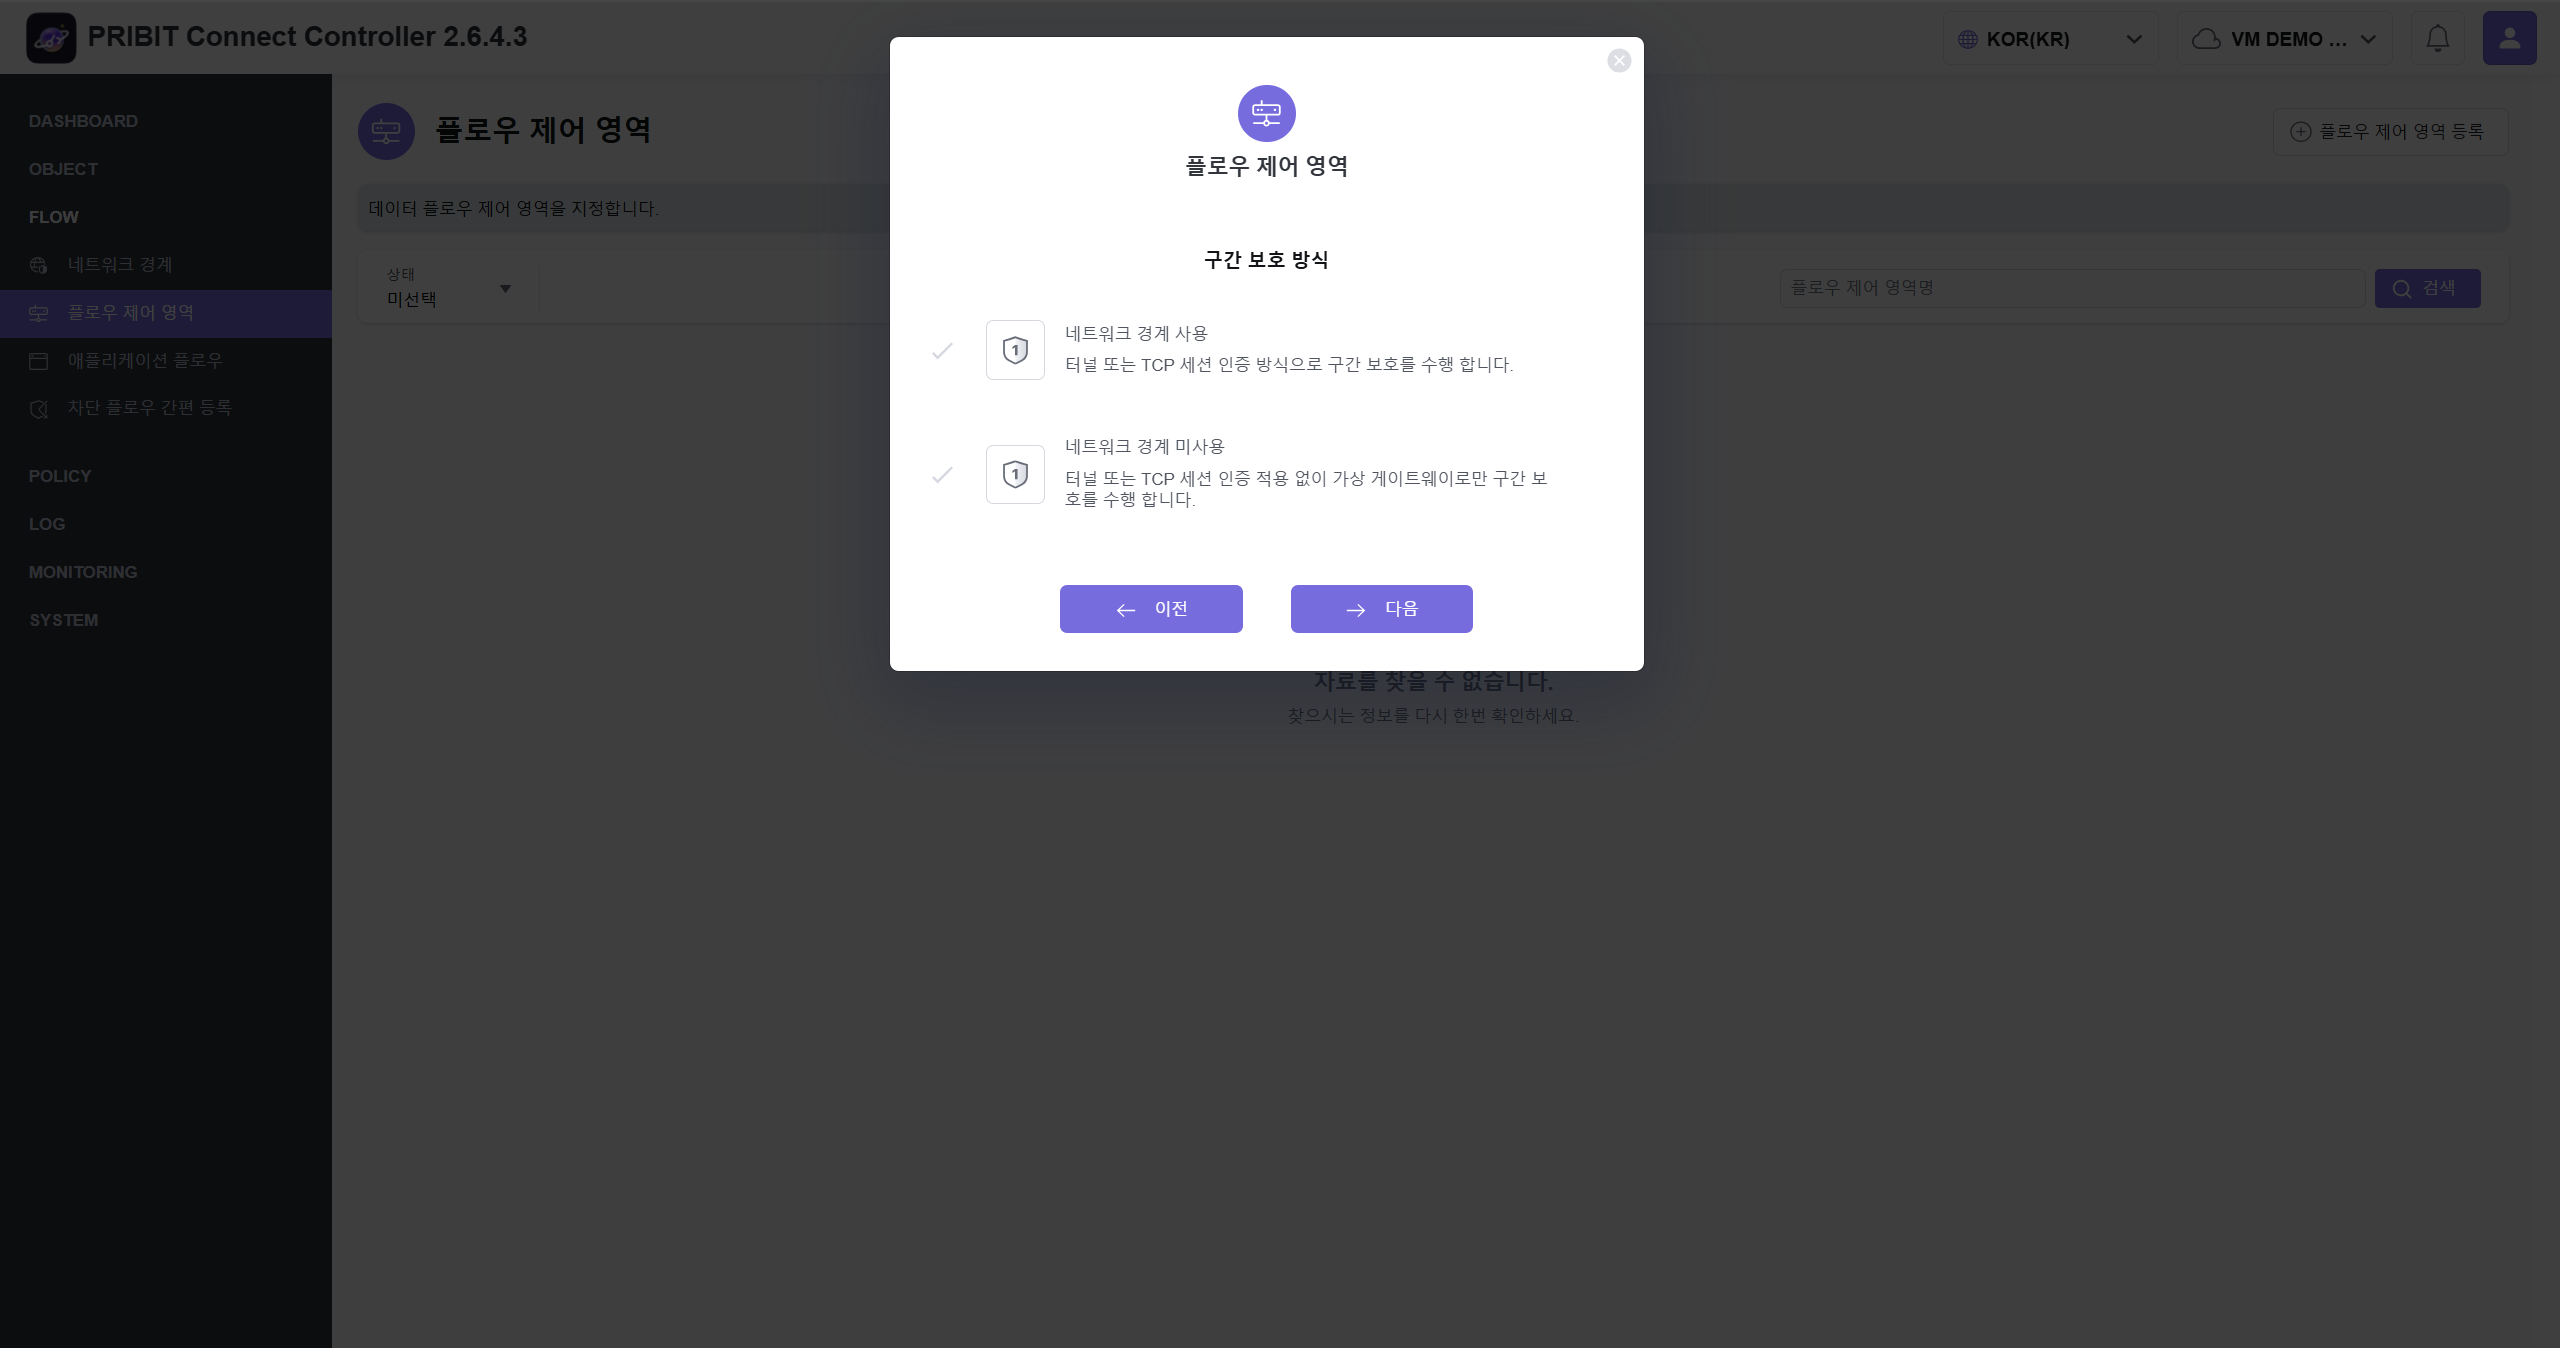 PRIBIT Connect Controller 2.6.4.3
KOR(KR)
VM DEMO ...
DASHBOARD
OBJECT
FLOW
네트워크 경계
플로우 제어 영역
애플리케이션 플로우
차단 플로우 간편 등록
POLICY
LOG
MONITORING
SYSTEM
플로우 제어 영역
플로우 제어 영역 등록
데이터 플로우 제어 영역을 지정합니다.
상태
미선택
플로우 제어 영역명
검색
플로우 제어 영역
구간 보호 방식
1
네트워크 경계 사용
터널 또는 TCP 세션 인증 방식으로 구간 보호를 수행 합니다.
1
네트워크 경계 미사용
터널 또는 TCP 세션 인증 적용 없이 가상 게이트웨이로만 구간 보
호를 수행 합니다.
이전
다음
자료를 찾을 수 없습니다.
찾으시는 정보를 다시 한번 확인하세요.